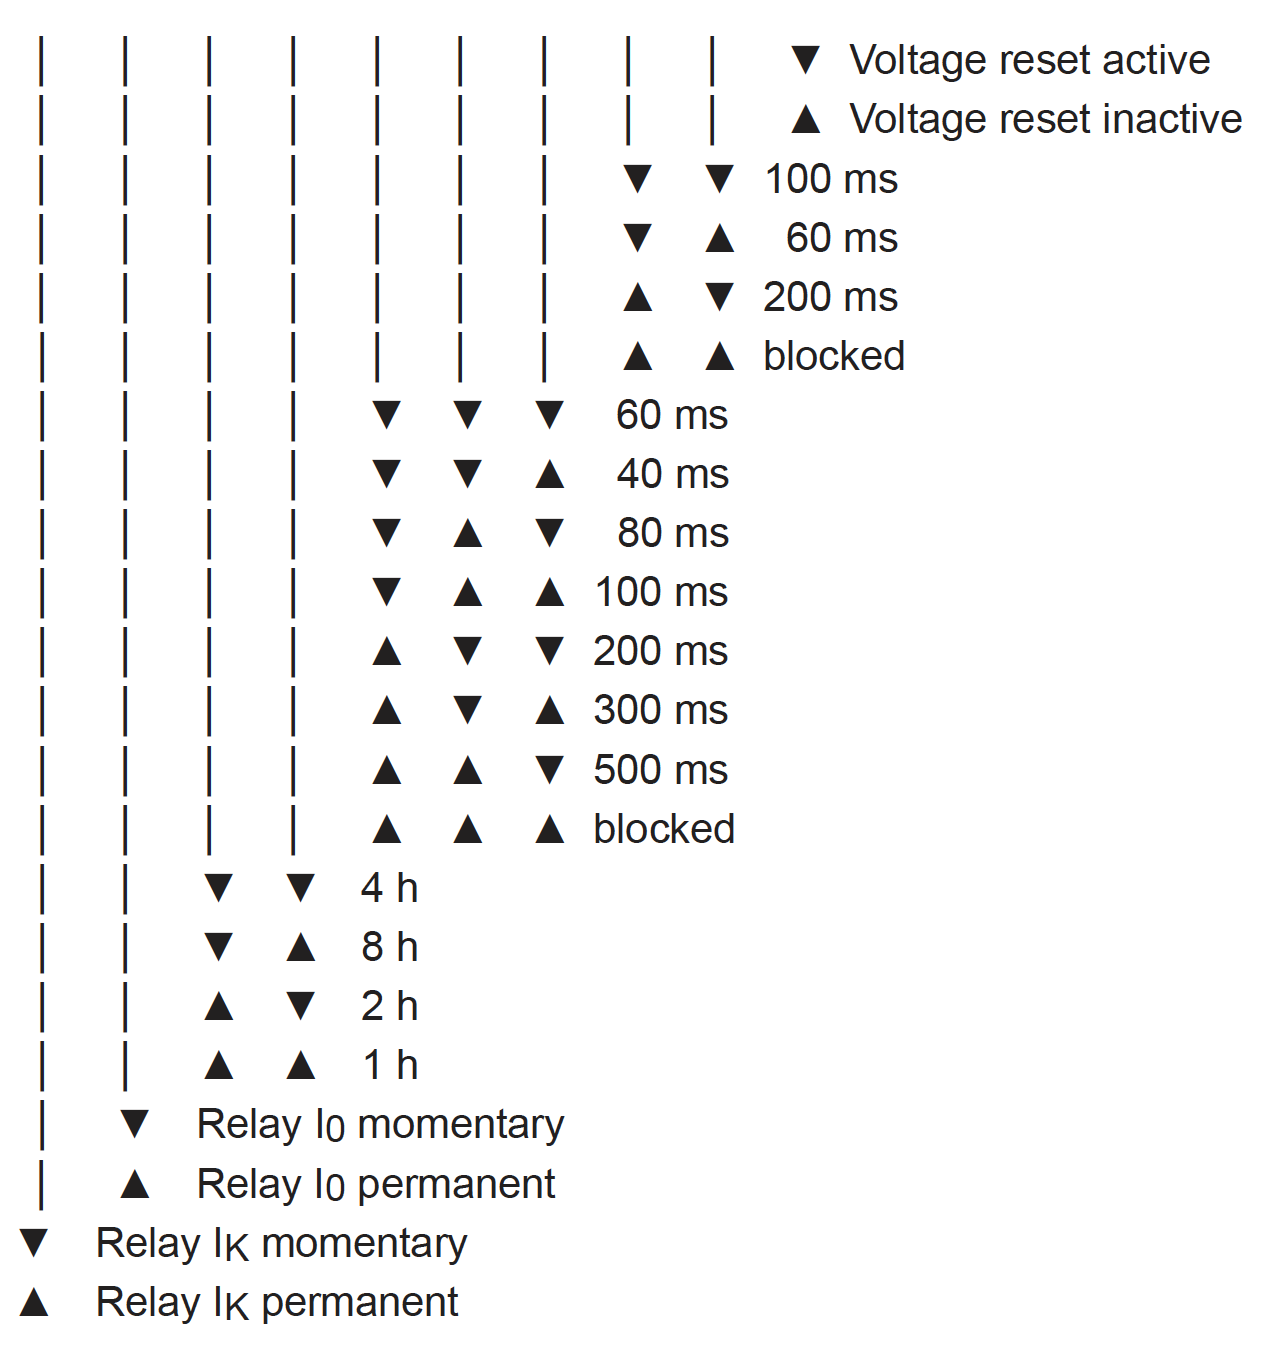 ▼ Voltage reset active
▲ Voltage reset inactive
▼ ▼ 100 ms
▼ ▲ 60 ms
▲ ▼ 200 ms
▲ ▲ blocked
▼ ▼ ▼ 60 ms
▼ ▼ ▲ 40 ms
▼ ▲ ▼ 80 ms
▼ ▲ ▲ 100 ms
▲ ▼ ▼ 200 ms
▲ ▼ ▲ 300 ms
▲ ▲ ▼ 500 ms
▲ ▲ ▲ blocked
▼ ▼ 4 h
▼ ▲ 8 h
▲ ▼ 2 h
▲ ▲ 1 h
▼ Relay I0 momentary
▲ Relay I0 permanent
▼ Relay IK momentary
▲ Relay IK permanent